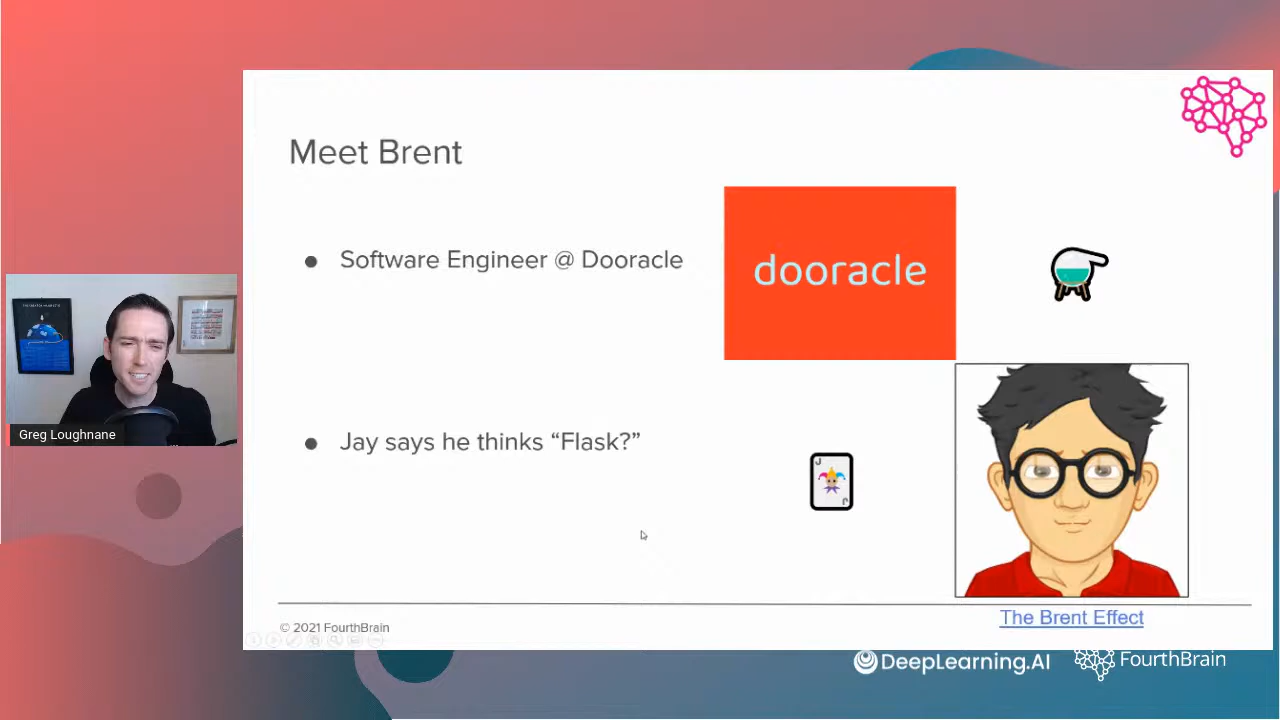 Meet Brent
● Software Engineer @ Dooracle
dooracle
● Jay says he thinks “Flask?”
J
J
Greg Loughnane
The Brent Effect
© 2021 FourthBrain
DeepLearning.AI
FourthBrain